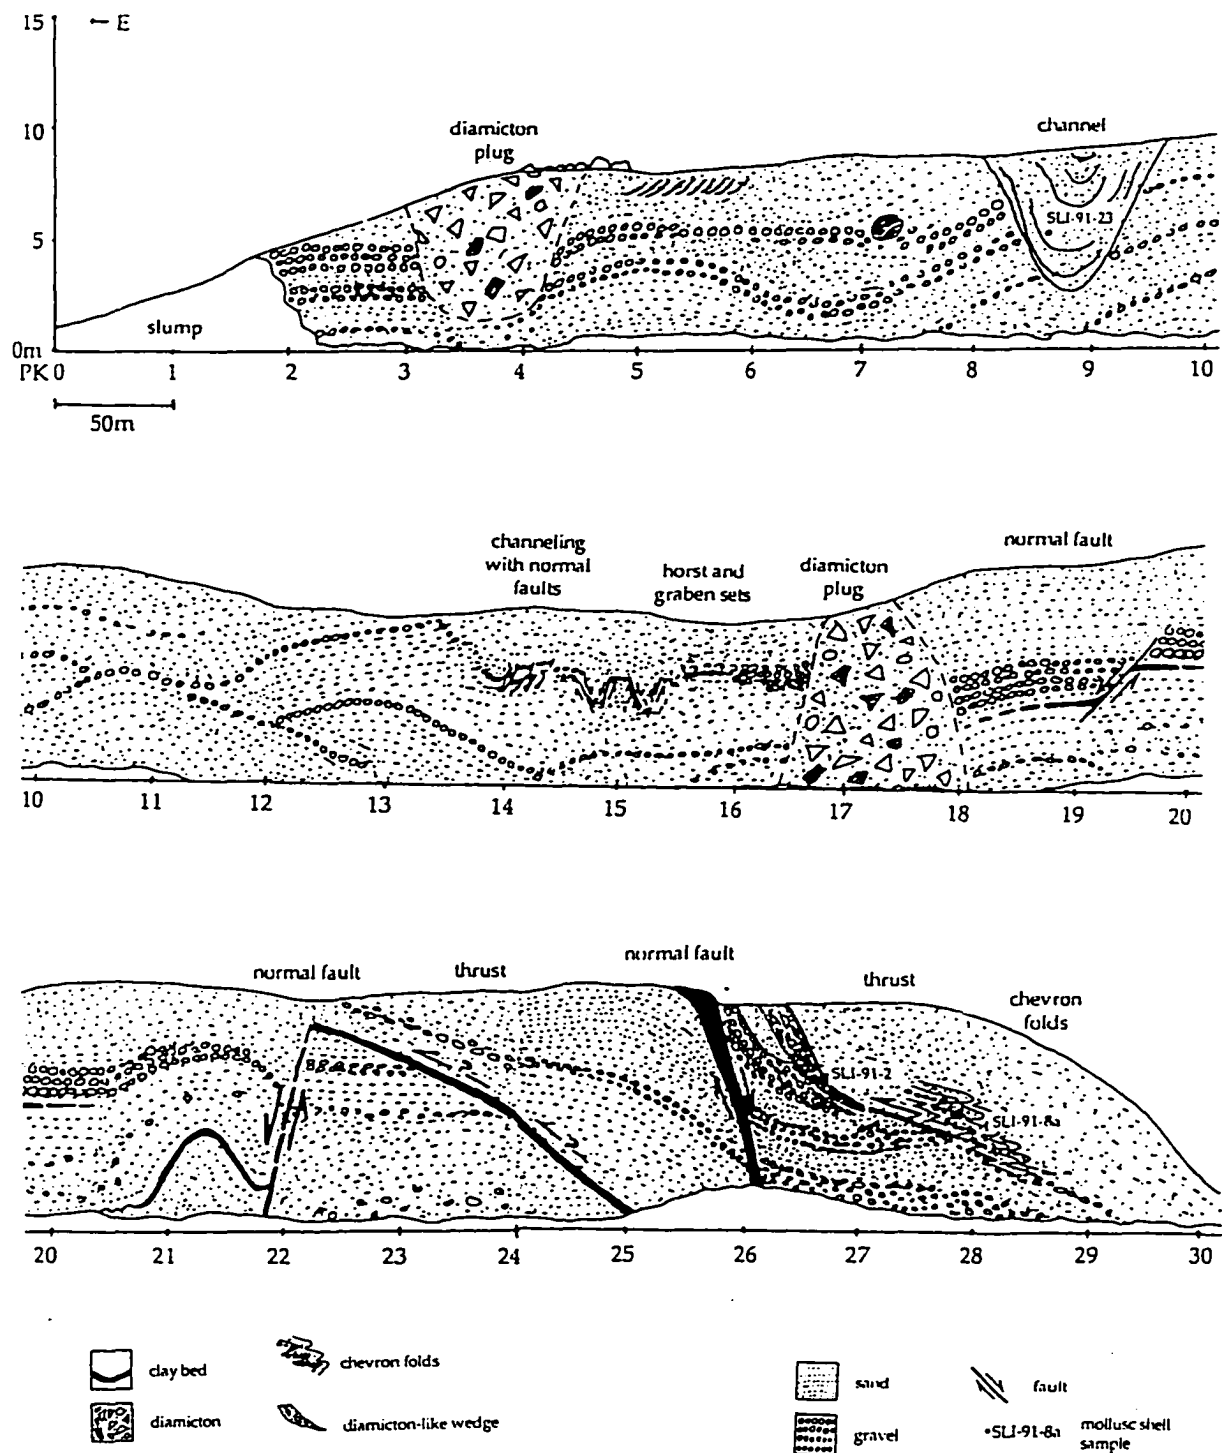 15
← E
10
5
0m
diamicton
plug
channel
SLI-91-23
slump
PK 0 1 2 3 4 5 6 7 8 9 10
50m
channeling
with normal
faults
horst and
graben sets
diamicton
plug
normal fault
10 11 12 13 14 15 16 17 18 19 20
normal fault
thrust
normal fault
thrust
chevron
folds
SLI-91-2
SLI-91-8a
20 21 22 23 24 25 26 27 28 29 30
clay bed
chevron folds
sand
fault
diamicton
diamicton-like wedge
gravel
•SLI-91-8a
mollusc shell
sample